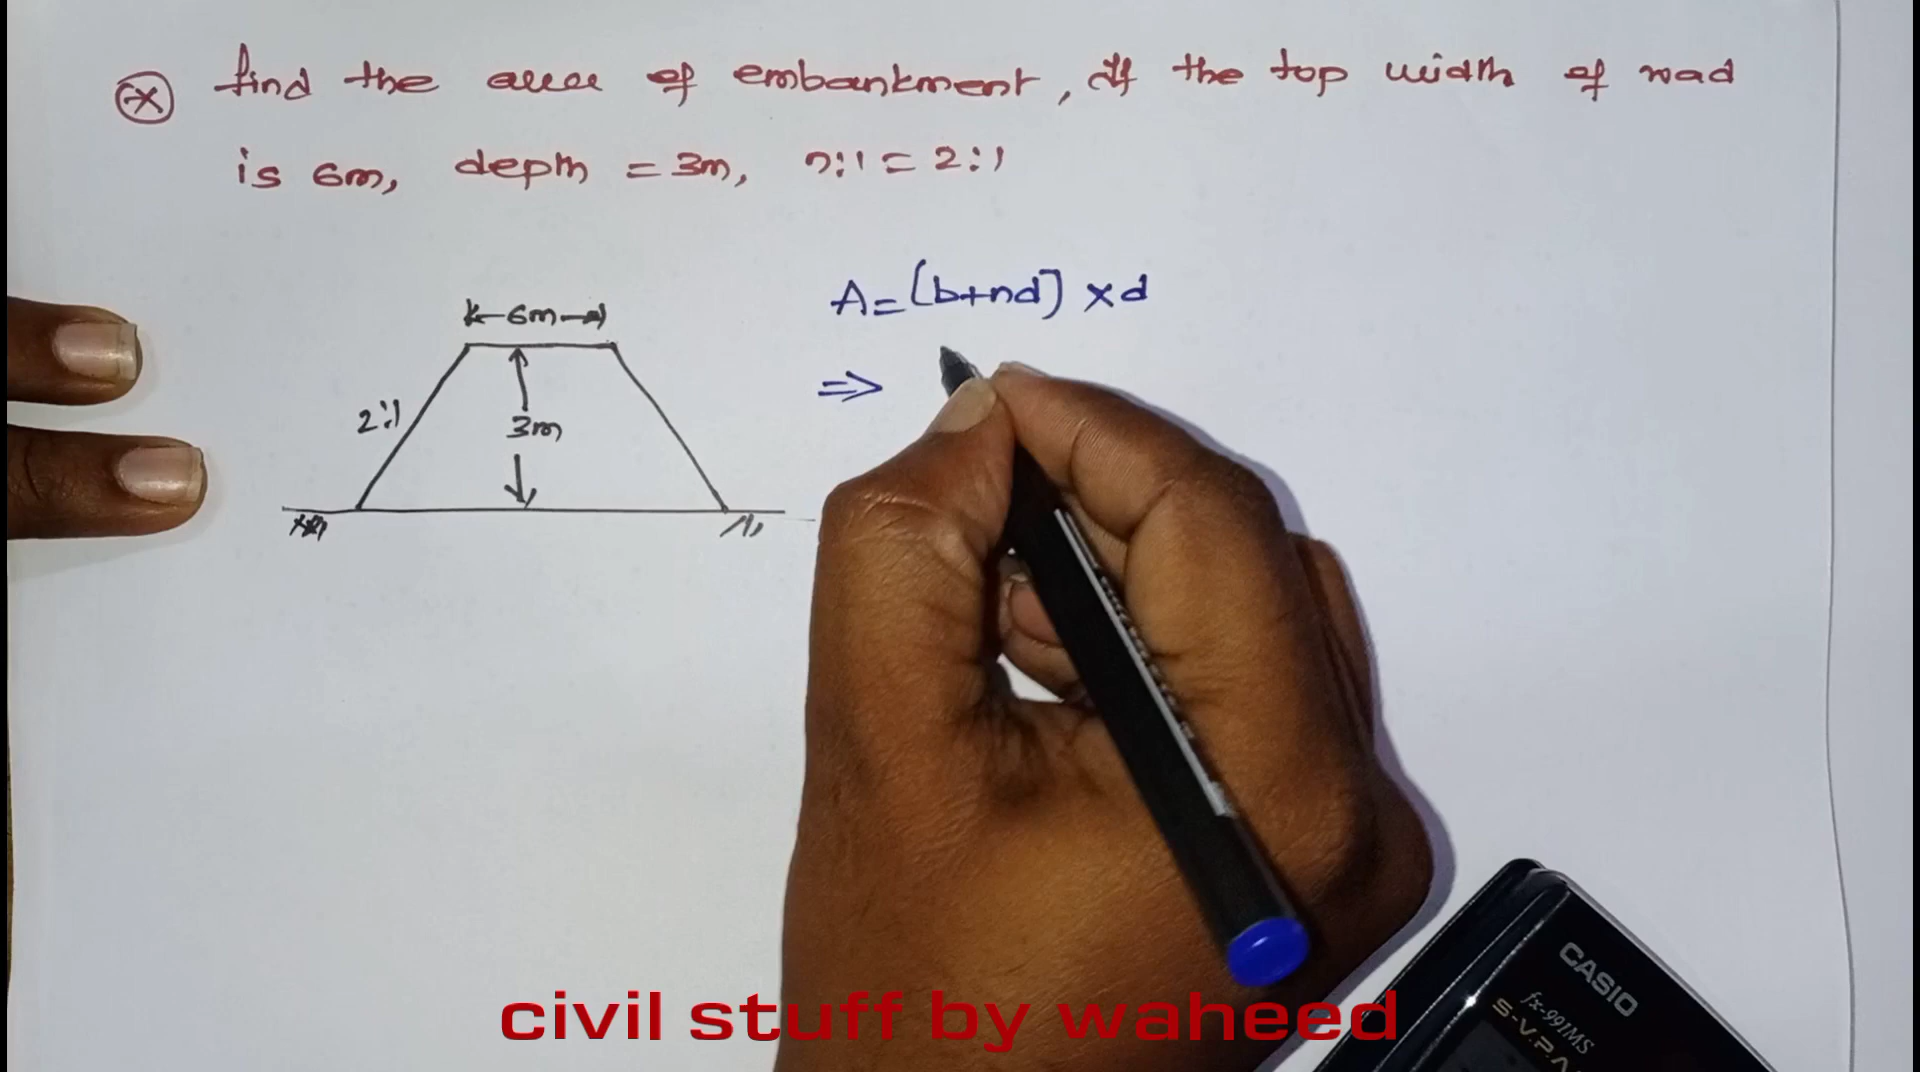 Ex find the area of embankment, if the top width of road
is 6m, depth = 3m, n:1 = 2:1
A = (b+nd) × d
6m
⇒
2:1
3m
civil stuff by waheed
CASIO
fx-991MS
S-V.P.A